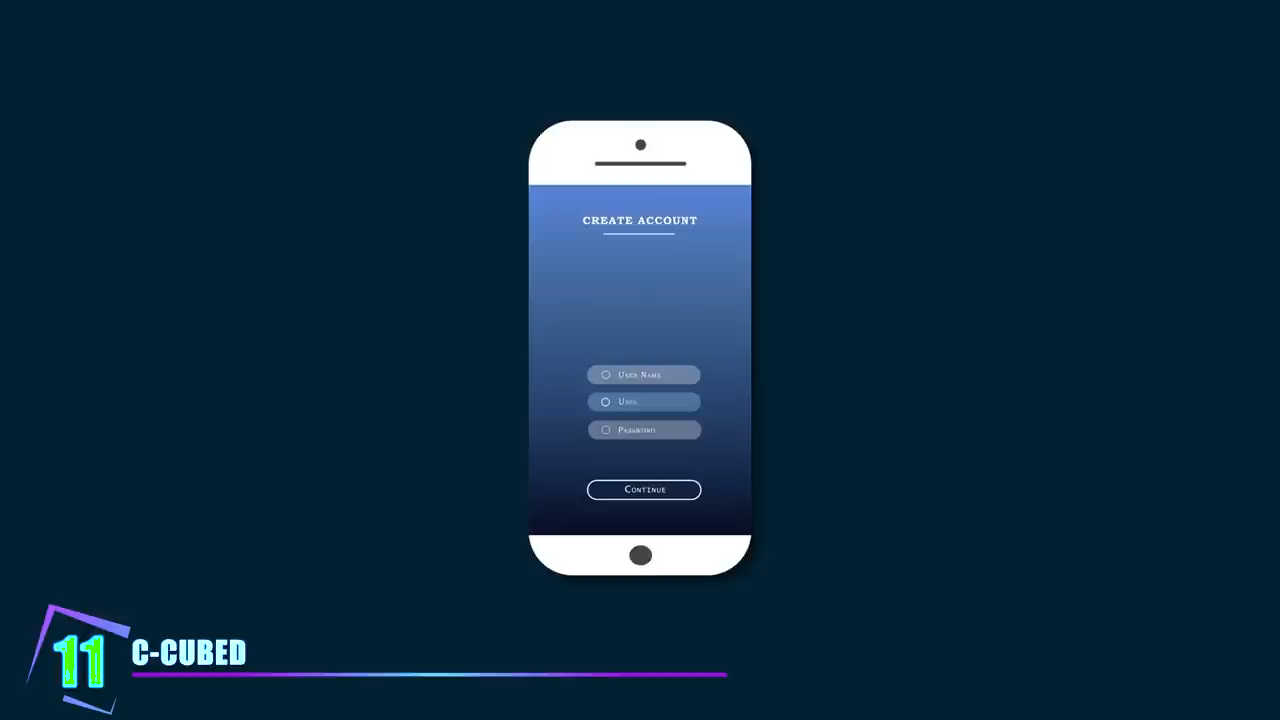 CREATE ACCOUNT
User Name
Password
Continue
11
C-CUBED